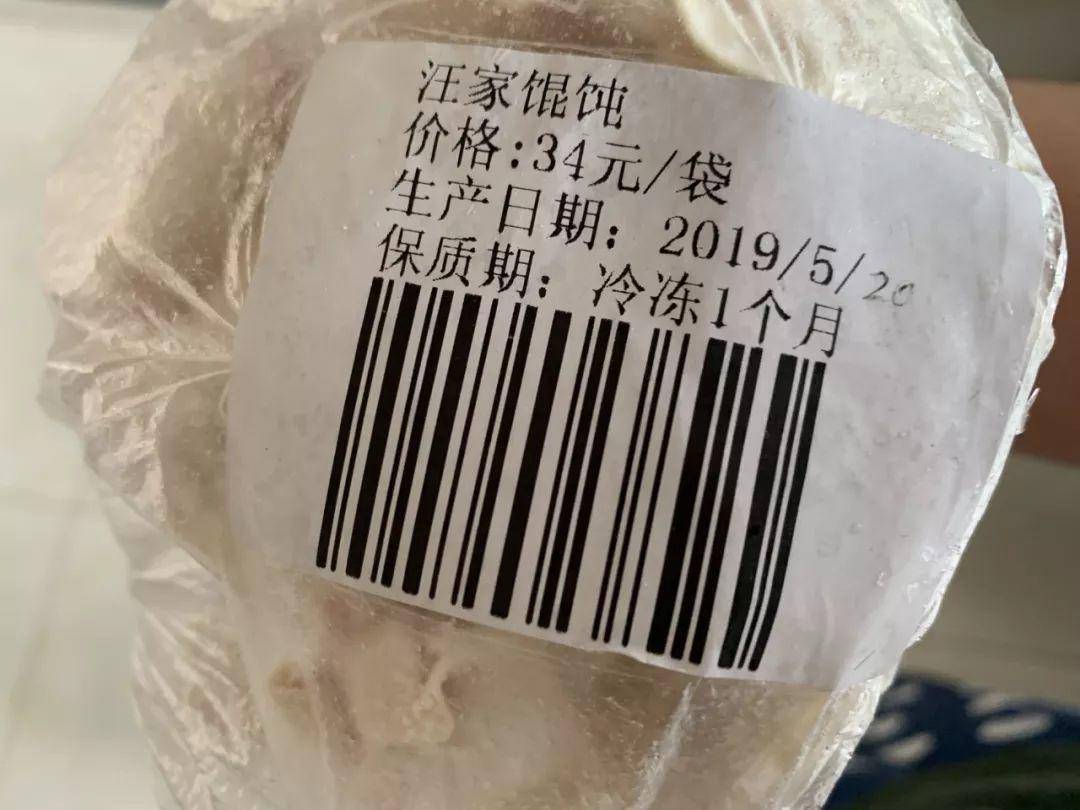 汪家馄饨
价格:34元/袋
生产日期: 2019/5/20
保质期: 冷冻1个月